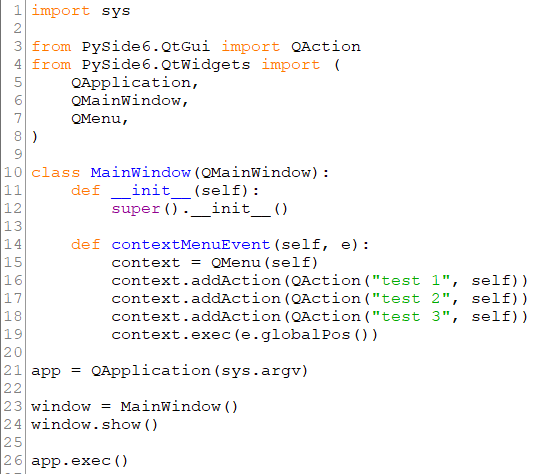 1 import sys
2
3 from PySide6.QtGui import QAction
4 from PySide6.QtWidgets import (
5     QApplication,
6     QMainWindow,
7     QMenu,
8 )
9
10 class MainWindow(QMainWindow):
11     def __init__(self):
12         super().__init__()
13
14     def contextMenuEvent(self, e):
15         context = QMenu(self)
16         context.addAction(QAction("test 1", self))
17         context.addAction(QAction("test 2", self))
18         context.addAction(QAction("test 3", self))
19         context.exec(e.globalPos())
20
21 app = QApplication(sys.argv)
22
23 window = MainWindow()
24 window.show()
25
26 app.exec()